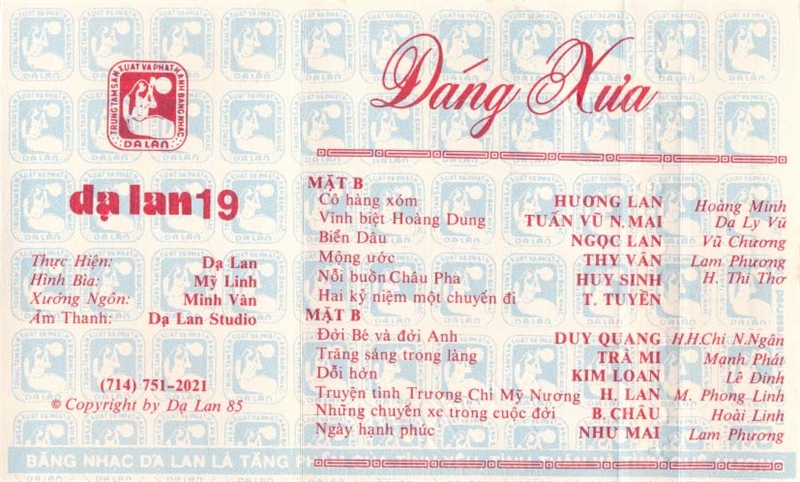 TRUNG TÂM SẢN XUẤT VÀ PHÁT HÀNH BĂNG NHẠC
DẠ LAN
dạ lan 19
Thực Hiện: Dạ Lan
Hình Bìa: Mỹ Linh
Xướng Ngôn: Minh Vân
Âm Thanh: Dạ Lan Studio
(714) 751-2021
© Copyright by Dạ Lan 85
Dáng Xưa
MẶT B
Cô hàng xóm HƯƠNG LAN Hoàng Minh
Vĩnh biệt Hoàng Dung TUẤN VŨ N.MAI Dạ Ly Vũ
Biển Dâu NGỌC LAN Vũ Chương
Mộng ước THY VÂN Lam Phương
Nỗi buồn Châu Pha HUY SINH H. Thi Thơ
Hai kỷ niệm một chuyến đi T. TUYỀN
MẶT B
Đời Bé và đời Anh DUY QUANG H.H.Chi N.Ngân
Trăng sáng trong làng TRÀ MI Mạnh Phát
Dỗi hờn KIM LOAN Lê Dinh
Truyện tình Trương Chi Mỹ Nương H. LAN M. Phong Linh
Những chuyến xe trong cuộc đời B. CHÂU Hoài Linh
Ngày hạnh phúc NHƯ MAI Lam Phương
BĂNG NHẠC DẠ LAN LÀ TẶNG